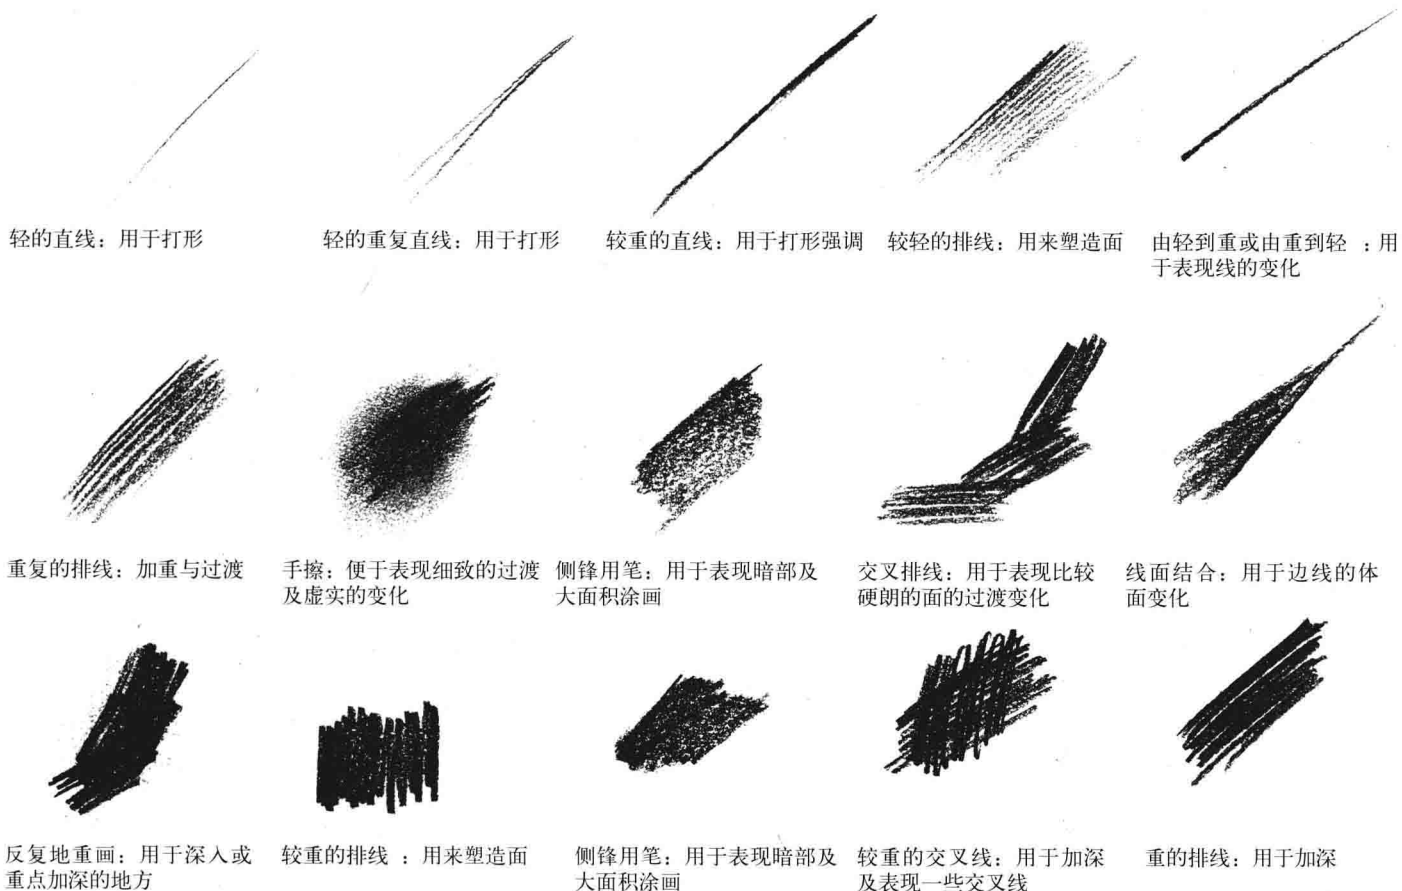 轻的直线：用于打形
轻的重复直线：用于打形
较重的直线：用于打形强调
较轻的排线：用来塑造面
由轻到重或由重到轻 ：用
于表现线的变化
重复的排线：加重与过渡
手擦：便于表现细致的过渡
及虚实的变化
侧锋用笔：用于表现暗部及
大面积涂画
交叉排线：用于表现比较
硬朗的面的过渡变化
线面结合：用于边线的体
面变化
反复地重画：用于深入或
重点加深的地方
较重的排线 ：用来塑造面
侧锋用笔：用于表现暗部及
大面积涂画
较重的交叉线：用于加深
及表现一些交叉线
重的排线：用于加深